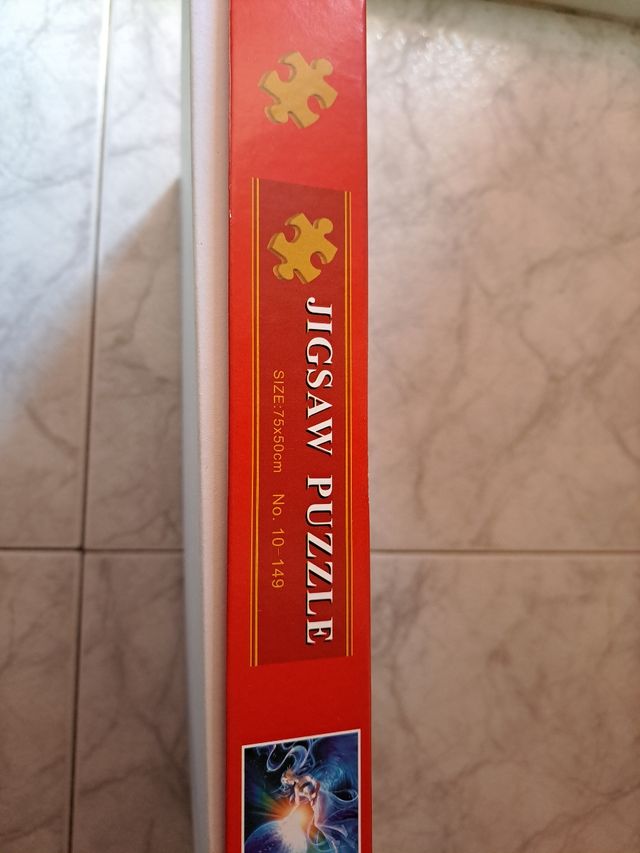 JIGSAW PUZZLE
SIZE:75x50cm No. 10-149